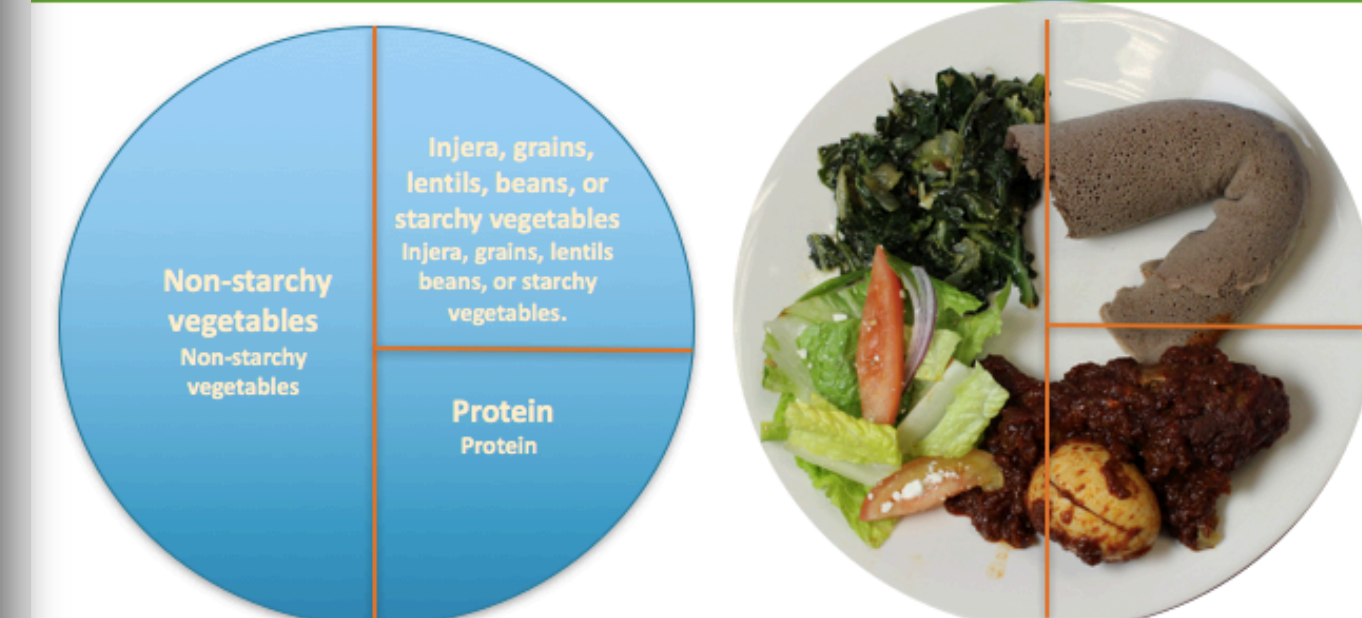 Non-starchy
vegetables
Non-starchy
vegetables
Injera, grains,
lentils, beans, or
starchy vegetables
Injera, grains, lentils
beans, or starchy
vegetables.
Protein
Protein